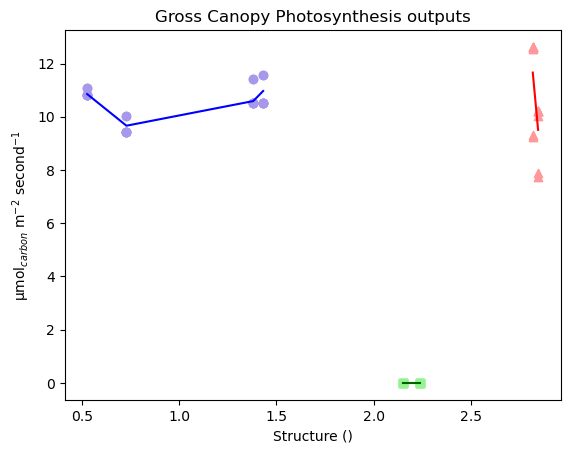 Gross Canopy Photosynthesis outputs
12
10
8
6
4
2
0
μmol$_{carbon}$ m$^{-2}$ second$^{-1}$
0.5 1.0 1.5 2.0 2.5
Structure ()